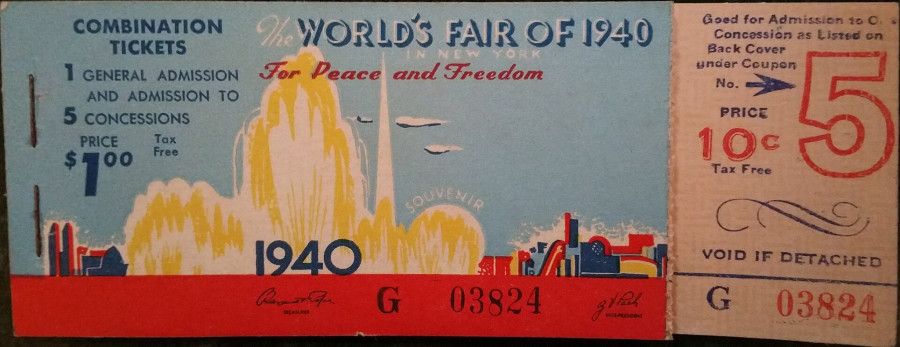 COMBINATION
TICKETS
1 GENERAL ADMISSION
AND ADMISSION TO
5 CONCESSIONS
PRICE Tax
$1.00 Free
The WORLD'S FAIR OF 1940
IN NEW YORK
For Peace and Freedom
SOUVENIR
1940
G 03824
Good for Admission to
Concession as Listed on
Back Cover
under Coupon
No.
5
PRICE
10c
Tax Free
VOID IF DETACHED
G 03824